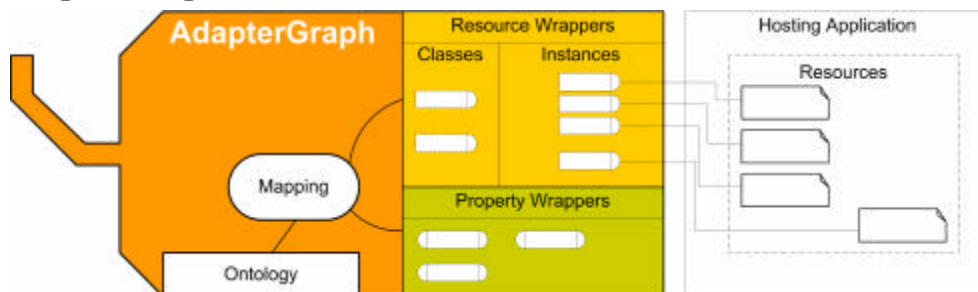 AdapterGraph
Resource Wrappers
Classes
Instances
Hosting Application
Resources
Mapping
Property Wrappers
Ontology